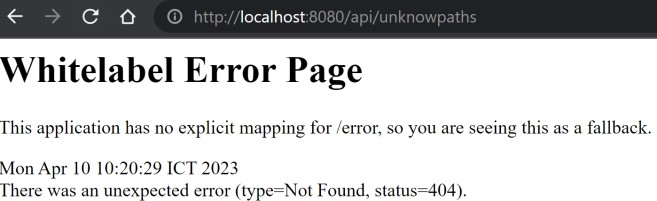 http://localhost:8080/api/unknowpaths
Whitelabel Error Page
This application has no explicit mapping for /error, so you are seeing this as a fallback.
Mon Apr 10 10:20:29 ICT 2023
There was an unexpected error (type=Not Found, status=404).